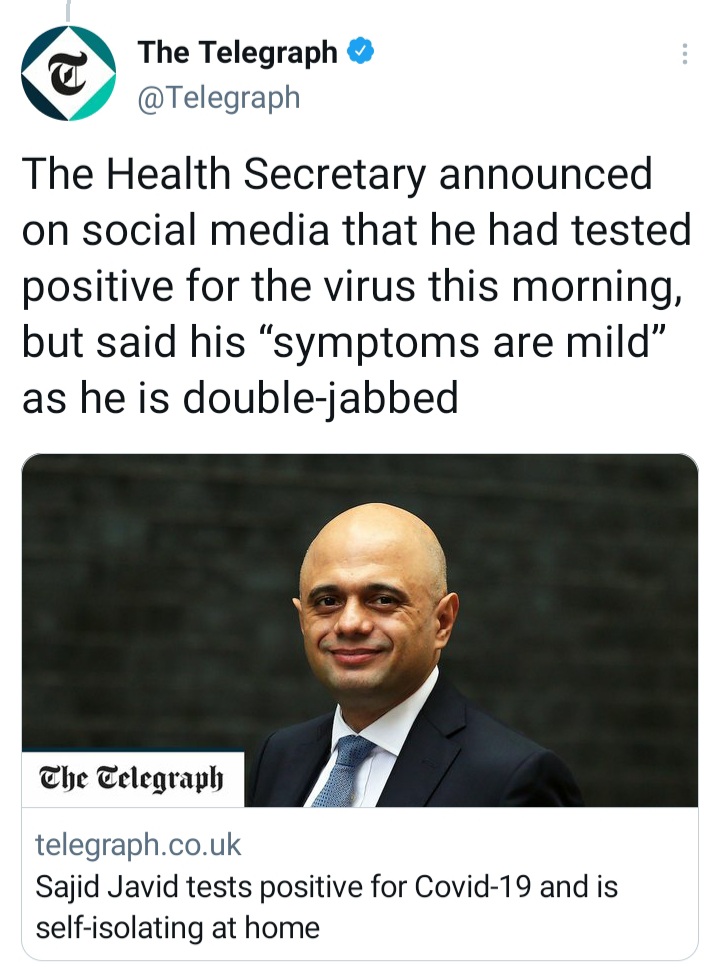 The Telegraph
@Telegraph
The Health Secretary announced
on social media that he had tested
positive for the virus this morning,
but said his “symptoms are mild”
as he is double-jabbed
The Telegraph
telegraph.co.uk
Sajid Javid tests positive for Covid-19 and is
self-isolating at home